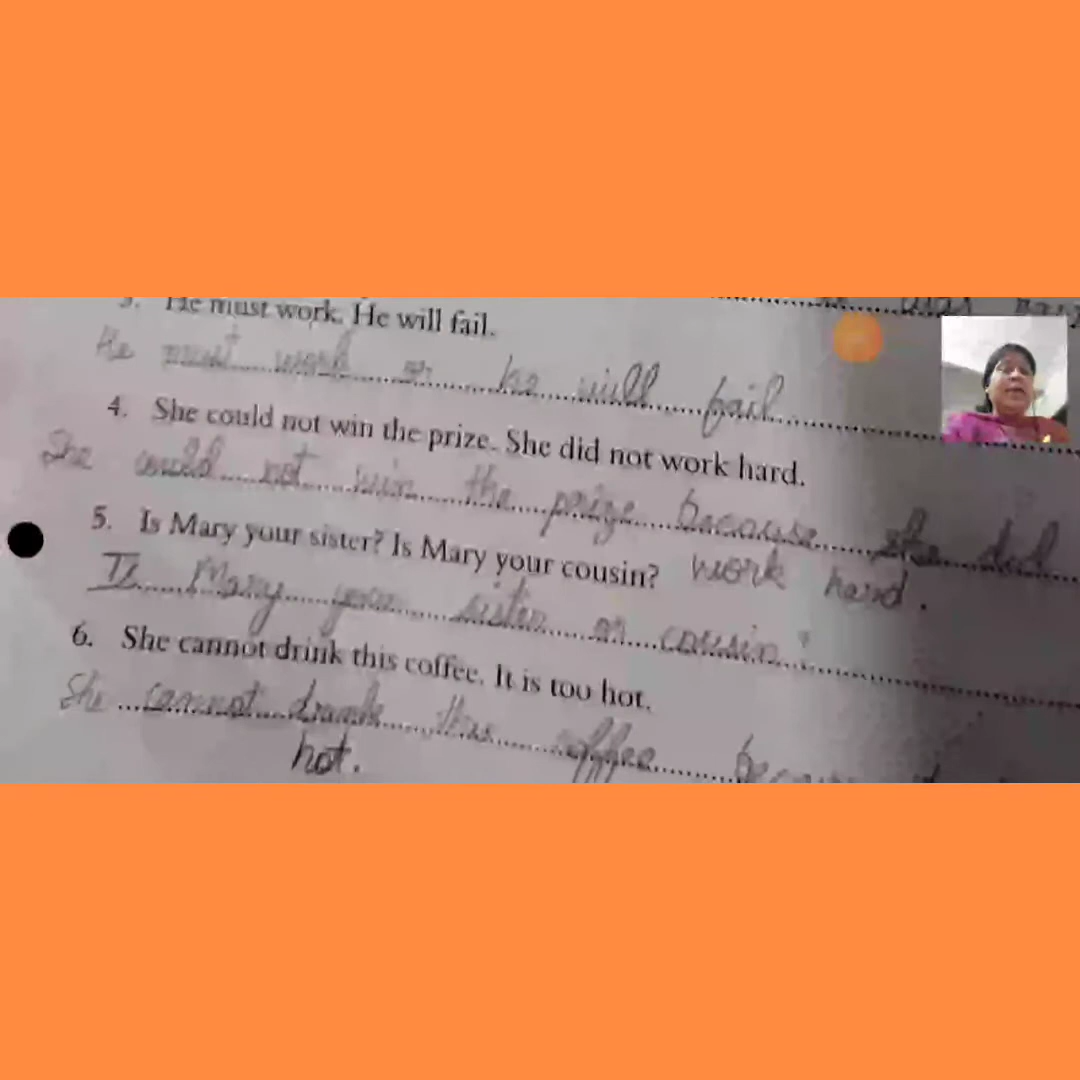 3. He must work. He will fail.
He must work or he will fail
4. She could not win the prize. She did not work hard.
She could not win the prize because she did
work hard.
5. Is Mary your sister? Is Mary your cousin?
Is Mary your sister or cousin?
6. She cannot drink this coffee. It is too hot.
She cannot drink this coffee
hot.